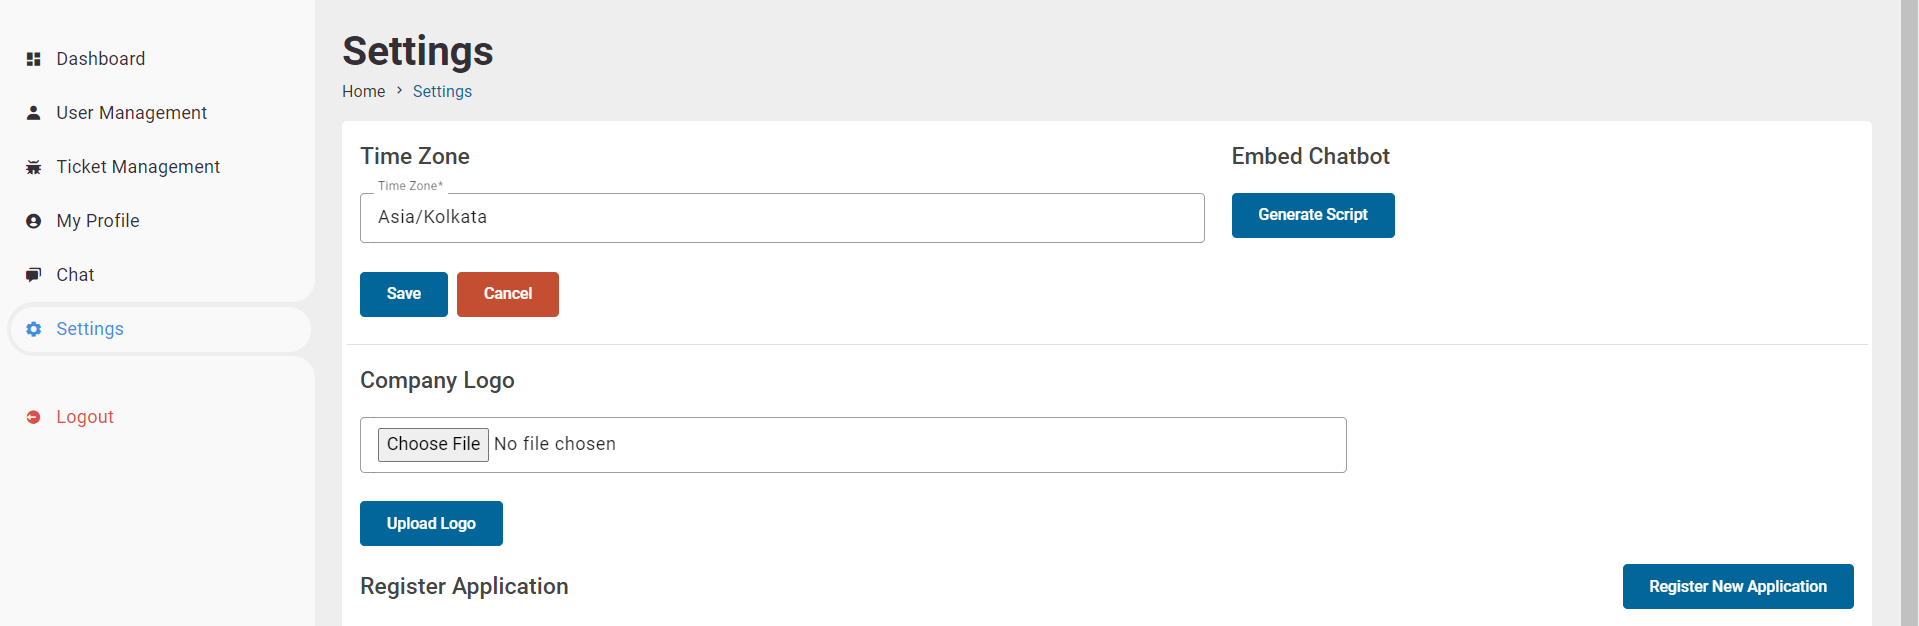 Dashboard
User Management
Ticket Management
My Profile
Chat
Settings
Logout
Settings
Home > Settings
Time Zone
Time Zone*
Asia/Kolkata
Save Cancel
Embed Chatbot
Generate Script
Company Logo
Choose File No file chosen
Upload Logo
Register Application
Register New Application